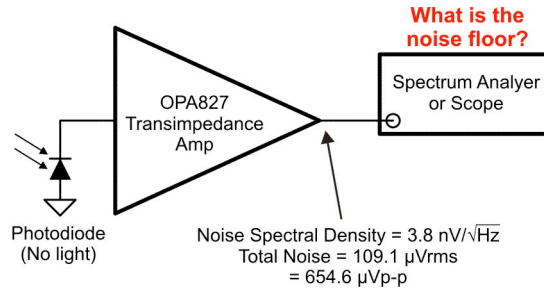 What is the
noise floor?
Spectrum Analyer
or Scope
OPA827
Transimpedance
Amp
Photodiode
(No light)
Noise Spectral Density = 3.8 nV/√Hz
Total Noise = 109.1 µVrms
= 654.6 µVp-p